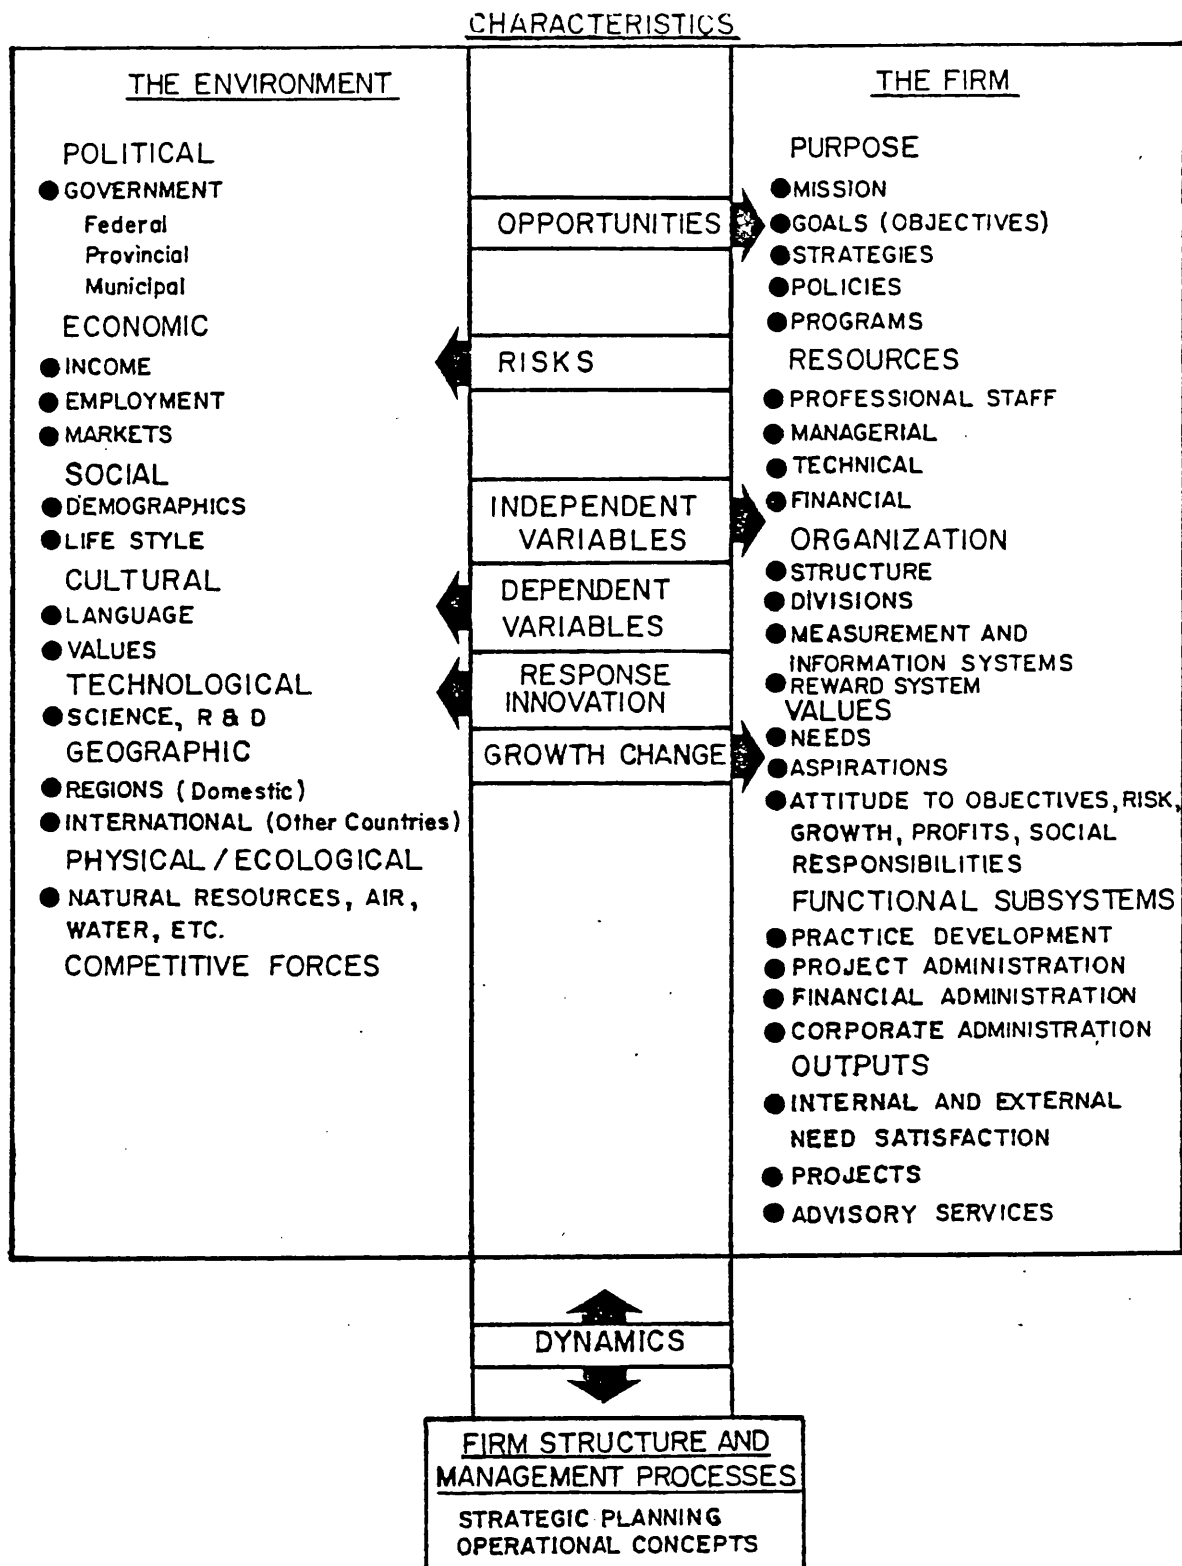 CHARACTERISTICS
THE ENVIRONMENT
POLITICAL
● GOVERNMENT
Federal
Provincial
Municipal
ECONOMIC
● INCOME
● EMPLOYMENT
● MARKETS
SOCIAL
● DEMOGRAPHICS
● LIFE STYLE
CULTURAL
● LANGUAGE
● VALUES
TECHNOLOGICAL
● SCIENCE, R & D
GEOGRAPHIC
● REGIONS (Domestic)
● INTERNATIONAL (Other Countries)
PHYSICAL / ECOLOGICAL
● NATURAL RESOURCES, AIR,
WATER, ETC.
COMPETITIVE FORCES
OPPORTUNITIES
RISKS
INDEPENDENT
VARIABLES
DEPENDENT
VARIABLES
RESPONSE
INNOVATION
GROWTH CHANGE
THE FIRM
PURPOSE
● MISSION
● GOALS (OBJECTIVES)
● STRATEGIES
● POLICIES
● PROGRAMS
RESOURCES
● PROFESSIONAL STAFF
● MANAGERIAL
● TECHNICAL
● FINANCIAL
ORGANIZATION
● STRUCTURE
● DIVISIONS
● MEASUREMENT AND
INFORMATION SYSTEMS
● REWARD SYSTEM
VALUES
● NEEDS
● ASPIRATIONS
● ATTITUDE TO OBJECTIVES, RISK,
GROWTH, PROFITS, SOCIAL
RESPONSIBILITIES
FUNCTIONAL SUBSYSTEMS
● PRACTICE DEVELOPMENT
● PROJECT ADMINISTRATION
● FINANCIAL ADMINISTRATION
● CORPORATE ADMINISTRATION
OUTPUTS
● INTERNAL AND EXTERNAL
NEED SATISFACTION
● PROJECTS
● ADVISORY SERVICES
DYNAMICS
FIRM STRUCTURE AND
MANAGEMENT PROCESSES
STRATEGIC PLANNING
OPERATIONAL CONCEPTS